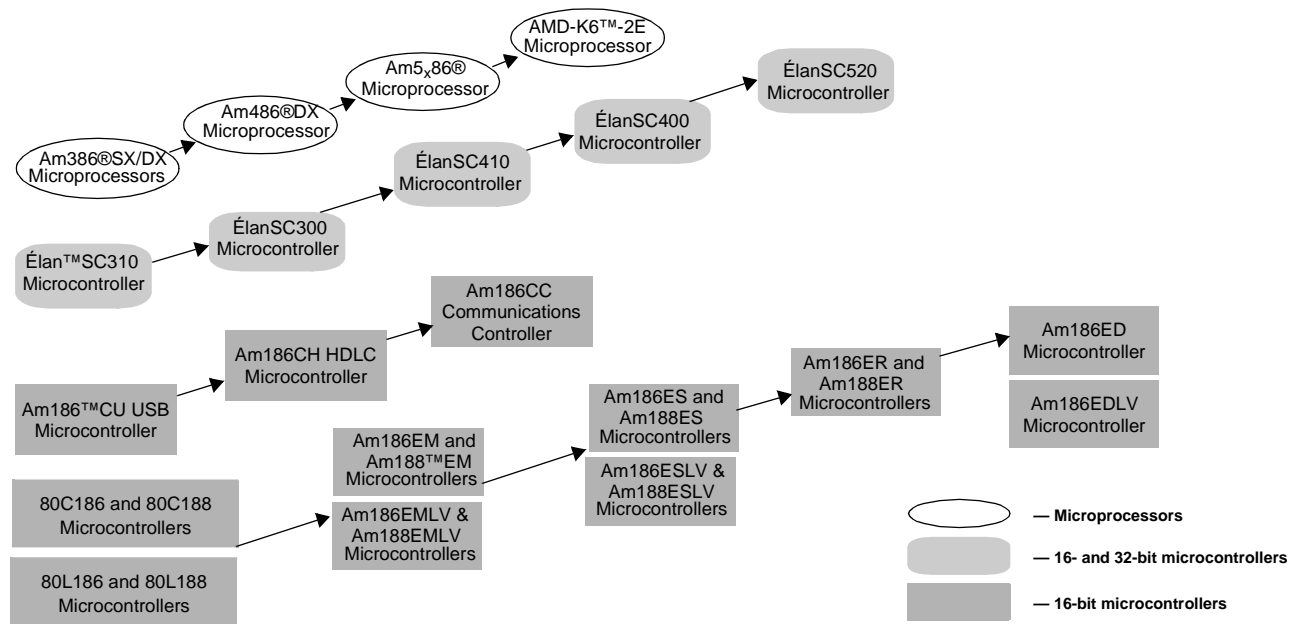 AMD-K6™-2E
Microprocessor
Am5x86®
Microprocessor
Am486®DX
Microprocessor
Am386®SX/DX
Microprocessors
ÉlanSC520
Microcontroller
ÉlanSC400
Microcontroller
ÉlanSC410
Microcontroller
ÉlanSC300
Microcontroller
Élan™SC310
Microcontroller
Am186CC
Communications
Controller
Am186CH HDLC
Microcontroller
Am186™CU USB
Microcontroller
Am186ED
Microcontroller
Am186EDLV
Microcontroller
Am186ER and
Am188ER
Microcontrollers
Am186ES and
Am188ES
Microcontrollers
Am186ESLV &
Am188ESLV
Microcontrollers
Am186EM and
Am188™EM
Microcontrollers
Am186EMLV &
Am188EMLV
Microcontrollers
80C186 and 80C188
Microcontrollers
80L186 and 80L188
Microcontrollers
— Microprocessors
— 16- and 32-bit microcontrollers
— 16-bit microcontrollers